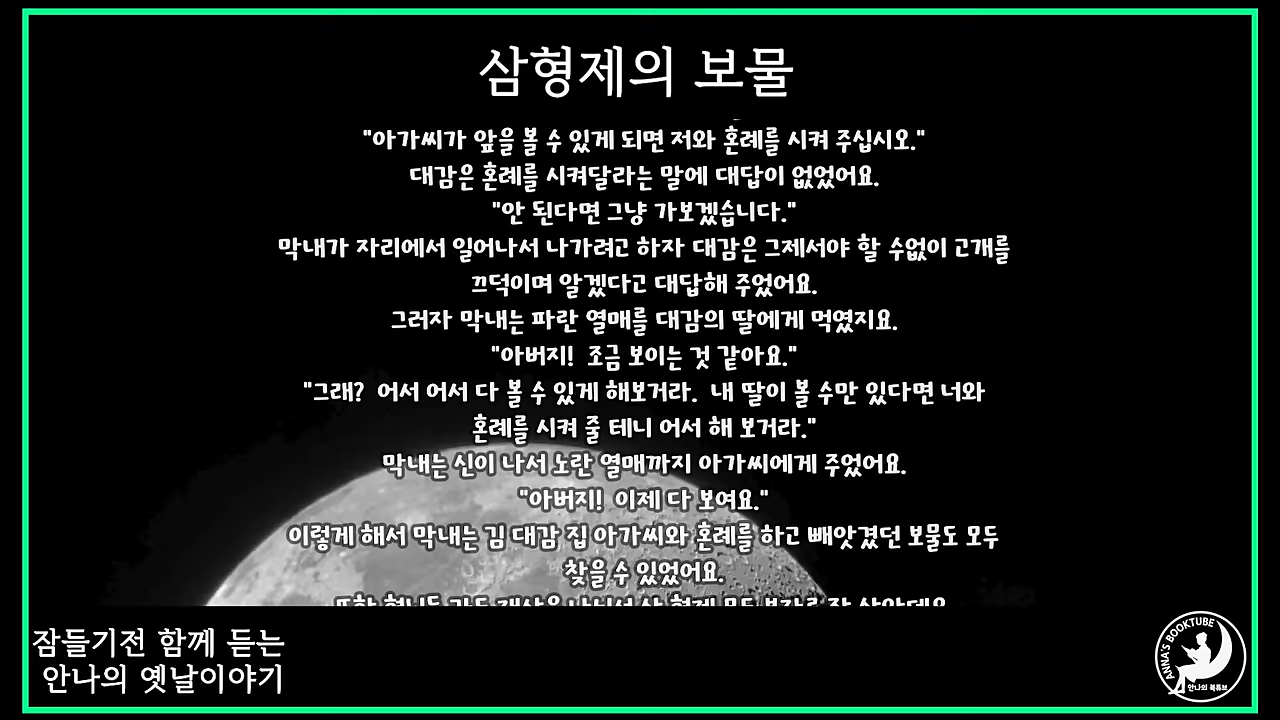 삼형제의 보물
"아가씨가 앞을 볼 수 있게 되면 저와 혼례를 시켜 주십시오."
대감은 혼례를 시켜달라는 말에 대답이 없었어요.
"안 된다면 그냥 가보겠습니다."
막내가 자리에서 일어나서 나가려고 하자 대감은 그제서야 할 수없이 고개를
끄덕이며 알겠다고 대답해 주었어요.
그러자 막내는 파란 열매를 대감의 딸에게 먹였지요.
"아버지! 조금 보이는 것 같아요."
"그래? 어서 어서 다 볼 수 있게 해보거라. 내 딸이 볼 수만 있다면 너와
혼례를 시켜 줄 테니 어서 해 보거라."
막내는 신이 나서 노란 열매까지 아가씨에게 주었어요.
"아버지! 이제 다 보여요."
이렇게 해서 막내는 김 대감 집 아가씨와 혼례를 하고 빼앗겼던 보물도 모두
찾을 수 있었어요.
잠들기전 함께 듣는
안나의 옛날이야기
ANNA'S BOOKTUBE
안나의 북튜브